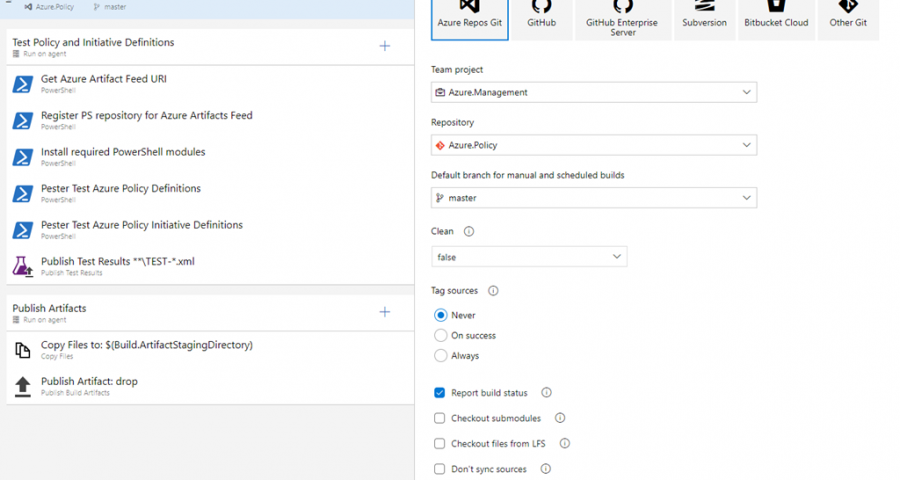 Azure.Policy master
Test Policy and Initiative Definitions
Run on agent
Get Azure Artifact Feed URI
PowerShell
Register PS repository for Azure Artifacts Feed
PowerShell
Install required PowerShell modules
PowerShell
Pester Test Azure Policy Definitions
PowerShell
Pester Test Azure Policy Initiative Definitions
PowerShell
Publish Test Results **\TEST-*.xml
Publish Test Results
Publish Artifacts
Run on agent
Copy Files to: $(Build.ArtifactStagingDirectory)
Copy Files
Publish Artifact: drop
Publish Build Artifacts
Azure Repos Git
GitHub
GitHub Enterprise
Server
Subversion
Bitbucket Cloud
Other Git
Team project
Azure.Management
Repository
Azure.Policy
Default branch for manual and scheduled builds
master
Clean
false
Tag sources
Never
On success
Always
Report build status
Checkout submodules
Checkout files from LFS
Don't sync sources